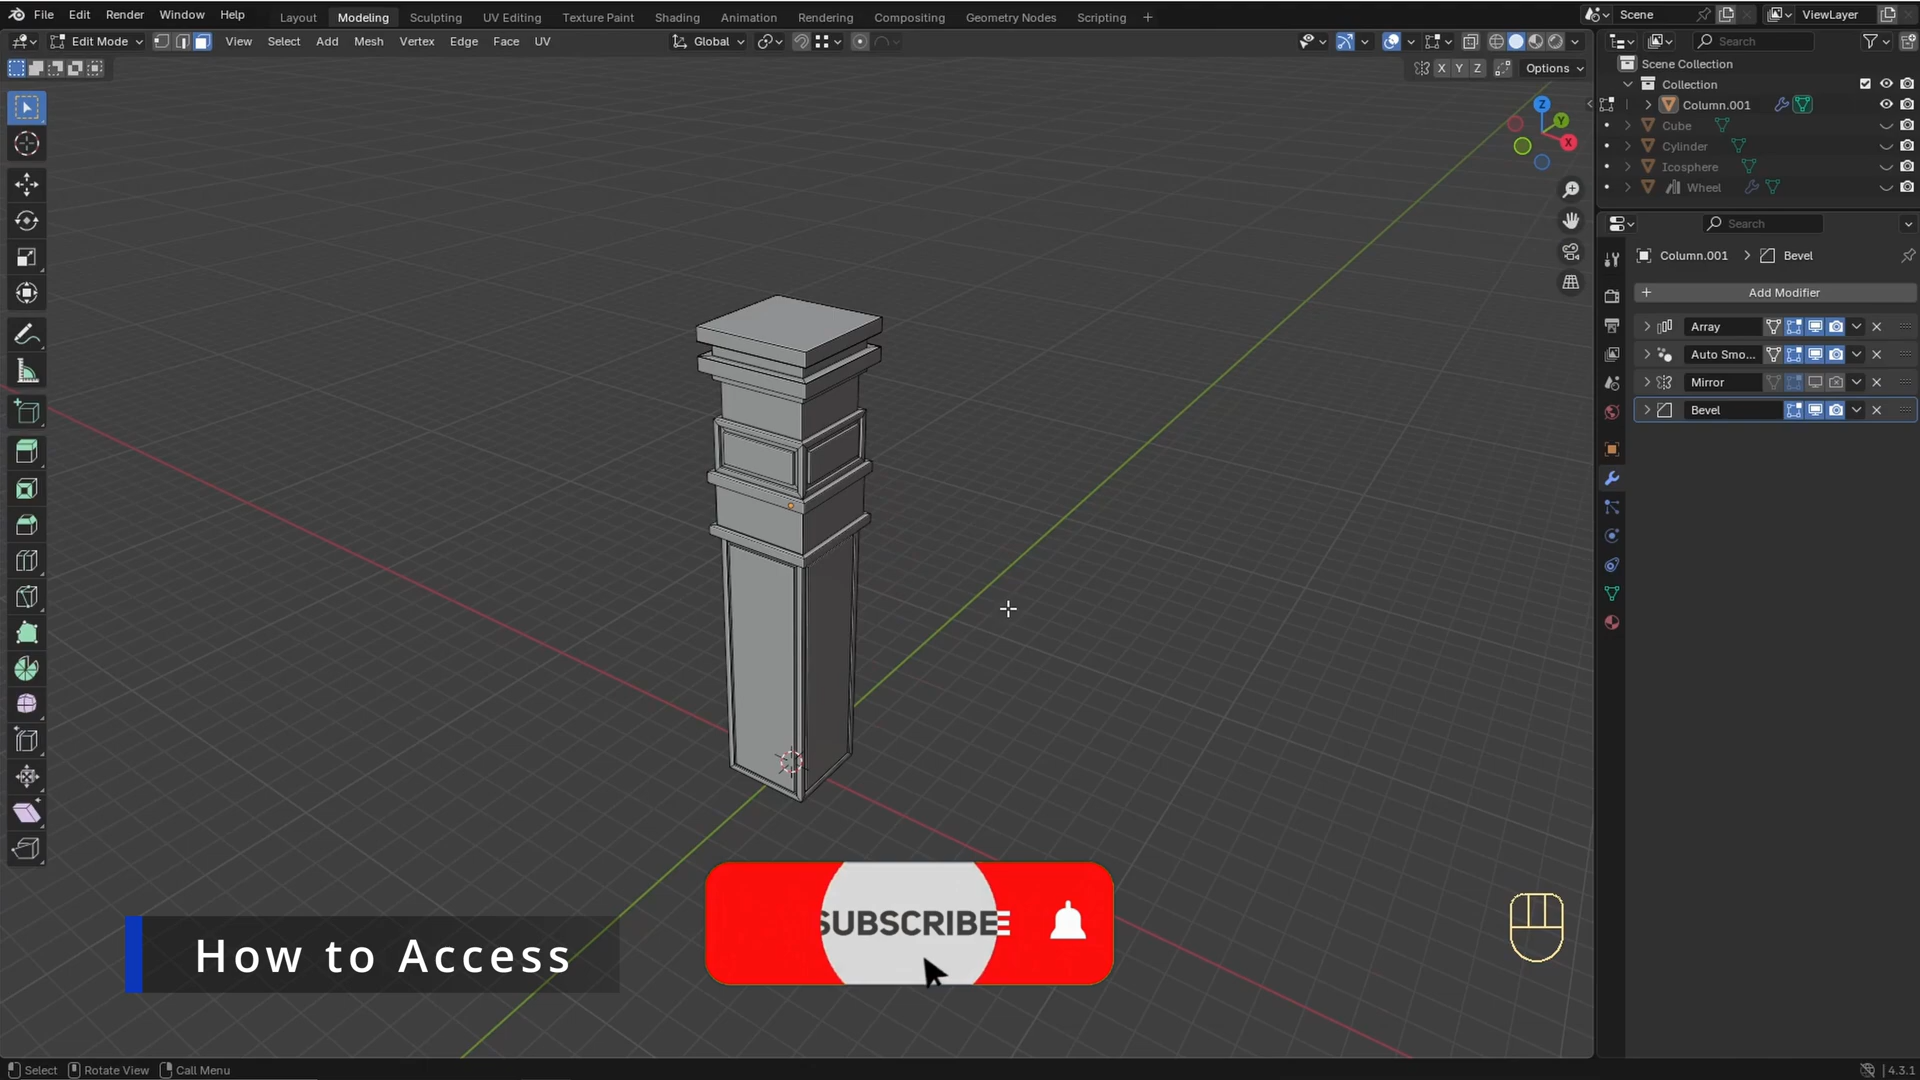 File Edit Render Window Help Layout Modeling Sculpting UV Editing Texture Paint Shading Animation Rendering Compositing Geometry Nodes Scripting + Scene ViewLayer
Edit Mode View Select Add Mesh Vertex Edge Face UV Global Search
X Y Z Options
Scene Collection
Collection
Column.001
Cube
Cylinder
Icosphere
Wheel
Z
Y
X
Search
Column.001 > Bevel
+ Add Modifier
Array
Auto Smo...
Mirror
Bevel
SUBSCRIBE
How to Access
Select Rotate View Call Menu 4.3.1